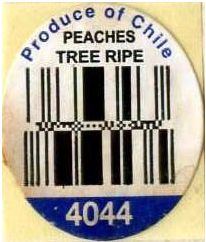 Produce of Chile
PEACHES
TREE RIPE
4044